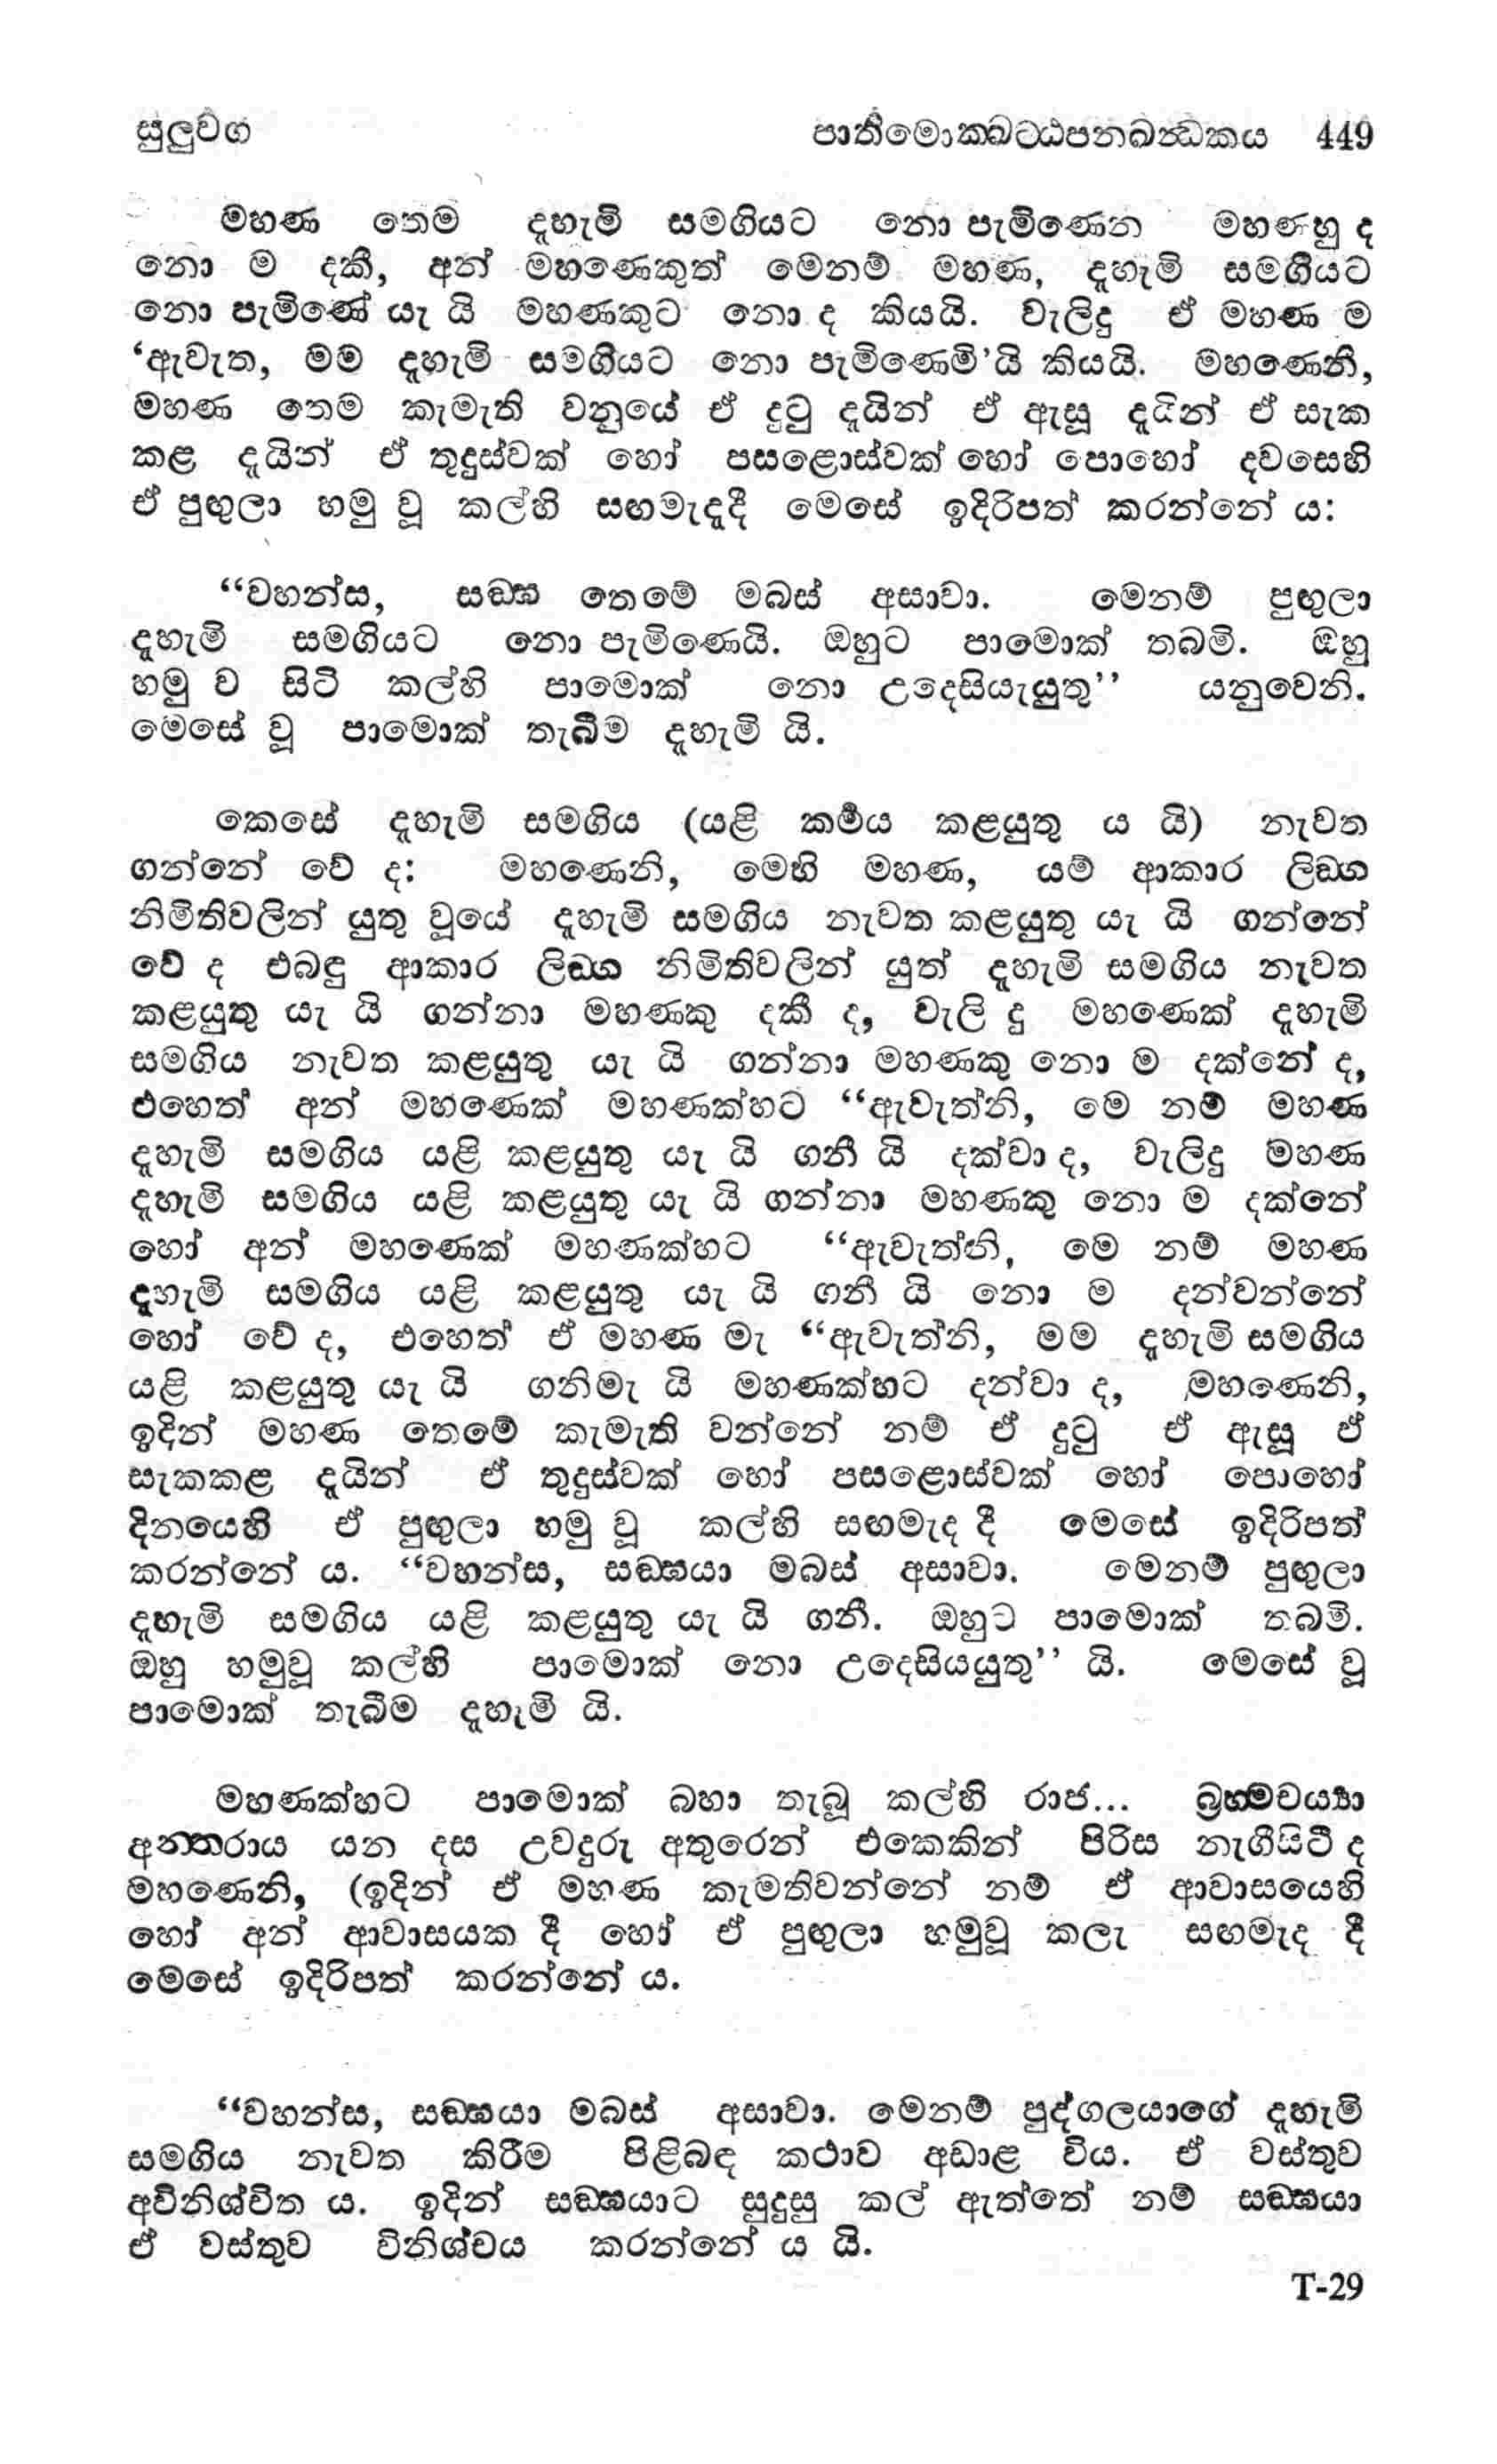 සුලුවග
පාතිමොක්ඛට්ඨපනඛන්ධකය 449
මහණ තෙම දැහැමි සමගියට නො පැමිණෙන මහණහු ද
නො ම දකී, අන් මහණෙකුත් මෙනම් මහණ, දැහැමි සමගියට
නො පැමිණේ යැ යි මහණකුට නො ද කියයි. වැලිදු ඒ මහණ ම
‘ඇවැත, මම දැහැමි සමගියට නො පැමිණෙමි’යි කියයි. මහණෙනි,
මහණ තෙම කැමැති වනුයේ ඒ දුටු දැයින් ඒ ඇසූ දැයින් ඒ සැක
කළ දැයින් ඒ තුදුස්වක් හෝ පසළොස්වක් හෝ පොහෝ දවසෙහි
ඒ පුඟුලා හමු වූ කල්හි සඟමැදැදී මෙසේ ඉදිරිපත් කරන්නේ ය:
“වහන්ස, සඞ්ඝ තෙමේ මබස් අසාවා. මෙනම් පුඟුලා
දැහැමි සමගියට නො පැමිණෙයි. ඔහුට පාමොක් තබමි. ඔහු
හමු ව සිටි කල්හි පාමොක් නො උදෙසියැයුතු” යනුවෙනි.
මෙසේ වූ පාමොක් තැබීම දැහැමි යි.
කෙසේ දැහැමි සමගිය (යළි කර්මය කළයුතු ය යි) නැවත
ගන්නේ වේ ද: මහණෙනි, මෙහි මහණ, යම් ආකාර ලිඞ්ග
නිමිතිවලින් යුතු වූයේ දැහැමි සමගිය නැවත කළයුතු යැ යි ගන්නේ
වේ ද එබඳු ආකාර ලිඞ්ග නිමිතිවලින් යුත් දැහැමි සමගිය නැවත
කළයුතු යැ යි ගන්නා මහණකු දකී ද, වැලි දු මහණෙක් දැහැමි
සමගිය නැවත කළයුතු යැ යි ගන්නා මහණකු නො ම දක්නේ ද,
එහෙත් අන් මහණෙක් මහණක්හට “ඇවැත්නි, මෙ නම් මහණ
දැහැමි සමගිය යළි කළයුතු යැ යි ගනී යි දක්වා ද, වැලිදු මහණ
දැහැමි සමගිය යළි කළයුතු යැ යි ගන්නා මහණකු නො ම දක්නේ
හෝ අන් මහණෙක් මහණක්හට “ඇවැත්නි, මෙ නම් මහණ
දැහැමි සමගිය යළි කළයුතු යැ යි ගනී යි නො ම දන්වන්නේ
හෝ වේ ද, එහෙත් ඒ මහණ මැ “ඇවැත්නි, මම දැහැමි සමගිය
යළි කළයුතු යැ යි ගනිමැ යි මහණක්හට දන්වා ද, මහණෙනි,
ඉදින් මහණ තෙමේ කැමැති වන්නේ නම් ඒ දුටු ඒ ඇසූ ඒ
සැකකළ දැයින් ඒ තුදුස්වක් හෝ පසළොස්වක් හෝ පොහෝ
දිනයෙහි ඒ පුඟුලා හමු වූ කල්හි සඟමැද දී මෙසේ ඉදිරිපත්
කරන්නේ ය. “වහන්ස, සඞ්ඝයා මබස් අසාවා. මෙනම් පුඟුලා
දැහැමි සමගිය යළි කළයුතු යැ යි ගනී. ඔහුට පාමොක් තබමි.
ඔහු හමුවූ කල්හි පාමොක් නො උදෙසියයුතු” යි. මෙසේ වූ
පාමොක් තැබීම දැහැමි යි.
මහණක්හට පාමොක් බහා තැබූ කල්හි රාජ... බ්‍රහ්මචර්‍ය්‍යා
අන්තරාය යන දස උවදුරු අතුරෙන් එකෙකින් පිරිස නැගීසිටී ද
මහණෙනි, (ඉදින් ඒ මහණ කැමතිවන්නේ නම් ඒ ආවාසයෙහි
හෝ අන් ආවාසයක දී හෝ ඒ පුඟුලා හමුවූ කලැ සඟමැද දී
මෙසේ ඉදිරිපත් කරන්නේ ය.
“වහන්ස, සඞ්ඝයා මබස් අසාවා. මෙනම් පුද්ගලයාගේ දැහැමි
සමගිය නැවත කිරීම පිළිබඳ කථාව අඩාළ විය. ඒ වස්තුව
අවිනිශ්චිත ය. ඉදින් සඞ්ඝයාට සුදුසු කල් ඇත්තේ නම් සඞ්ඝයා
ඒ වස්තුව විනිශ්චය කරන්නේ ය යි.
T-29